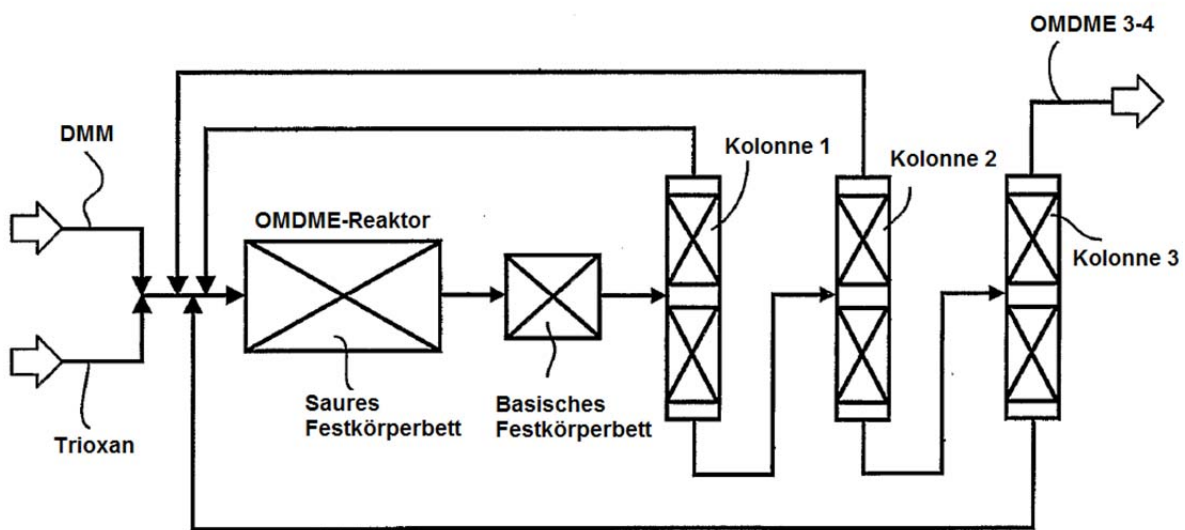 OMDME 3-4
DMM
Kolonne 1
Kolonne 2
OMDME-Reaktor
Kolonne 3
Saures
Festkörperbett
Basisches
Festkörperbett
Trioxan